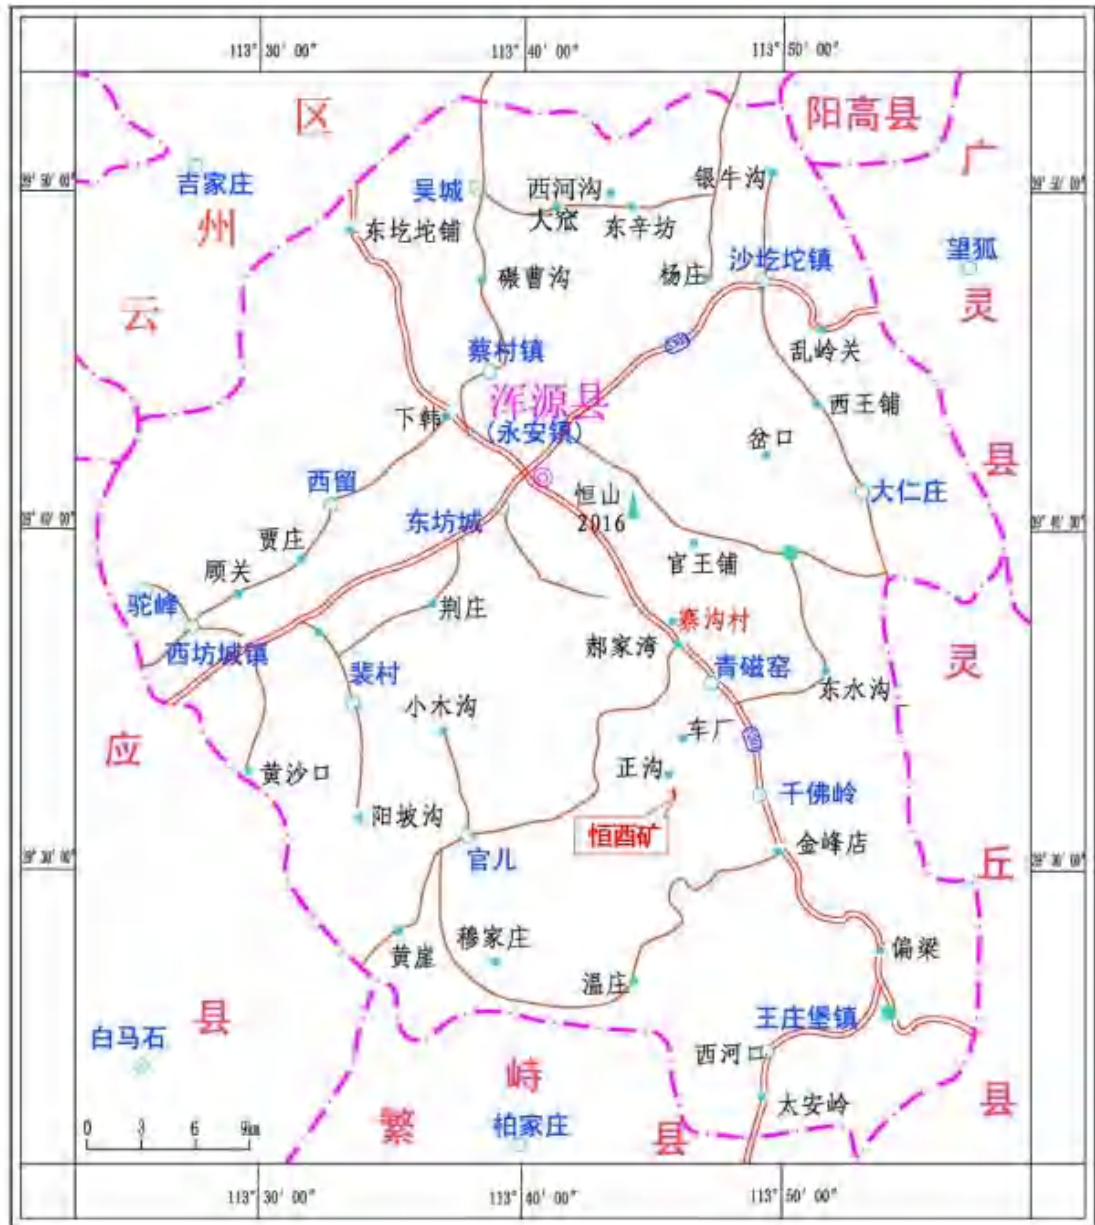 113° 30′ 00″
113° 40′ 00″
113° 50′ 00″
区
阳高县
广
吉家庄
吴城
西河沟
银牛沟
大洼
东辛坊
州
东圪坨铺
望狐
沙圪坨镇
碾曹沟
杨庄
云
灵
乱岭关
蔡村镇
浑源县
(永安镇)
下韩
西王铺
岔口
县
西留
恒山
2016
大仁庄
东坊城
贾庄
官王铺
顾关
驼峰
荆庄
寨沟村
西坊城镇
郝家湾
灵
裴村
青磁窑
东水沟
小木沟
应
车厂
黄沙口
正沟
千佛岭
阳坡沟
恒酉矿
金峰店
官儿
丘
穆家庄
黄崖
偏梁
温庄
县
王庄堡镇
白马石
西河口
峙
太安岭
县
繁
柏家庄
县
0 3 6 9km
113° 30′ 00″
113° 40′ 00″
113° 50′ 00″